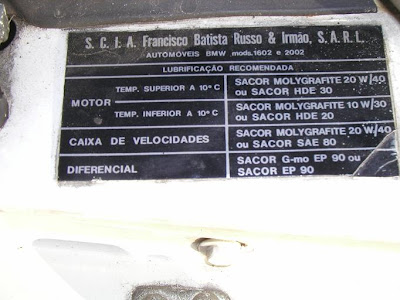 S. C. I. A. Francisco Batista Russo & Irmão, S. A R L.
AUTOMÓVEIS BMW mods. 1602 e 2002
LUBRIFICAÇÃO RECOMENDADA
MOTOR
TEMP. SUPERIOR A 10º C
SACOR MOLYGRAFITE 20 W/40
ou SACOR HDE 30
TEMP. INFERIOR A 10º C
SACOR MOLYGRAFITE 10 W/30
ou SACOR HDE 20
CAIXA DE VELOCIDADES
SACOR MOLYGRAFITE 20 W/40
ou SACOR SAE 80
DIFERENCIAL
SACOR G-mo EP 90 ou
SACOR EP 90